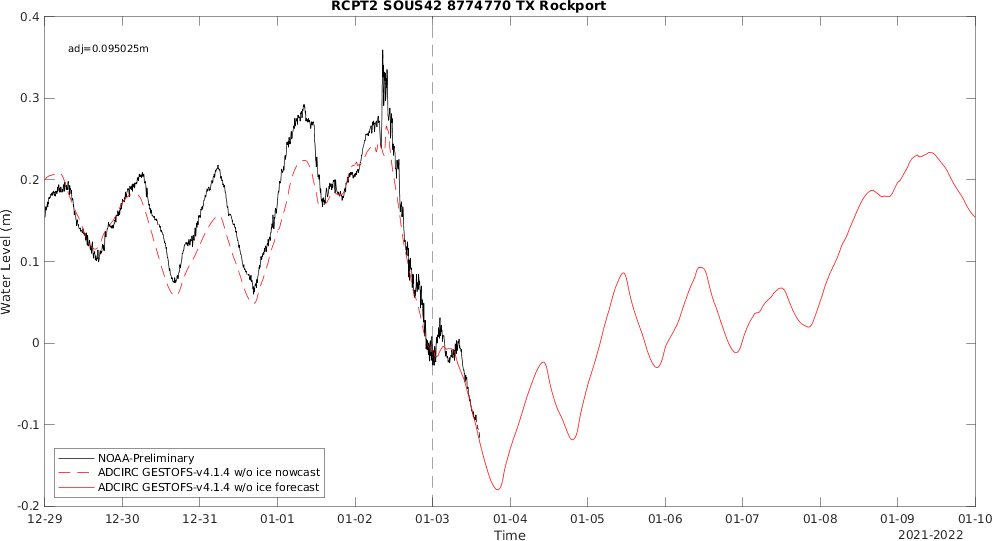 RCPT2 SOUS42 8774770 TX Rockport
adj=0.095025m
0.4
0.3
0.2
0.1
0
-0.1
-0.2
Water Level (m)
NOAA-Preliminary
ADCIRC GESTOFS-v4.1.4 w/o ice nowcast
ADCIRC GESTOFS-v4.1.4 w/o ice forecast
12-29 12-30 12-31 01-01 01-02 01-03 01-04 01-05 01-06 01-07 01-08 01-09 01-10
Time
2021-2022